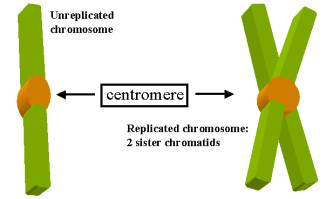 Unreplicated
chromosome
centromere
Replicated chromosome:
2 sister chromatids